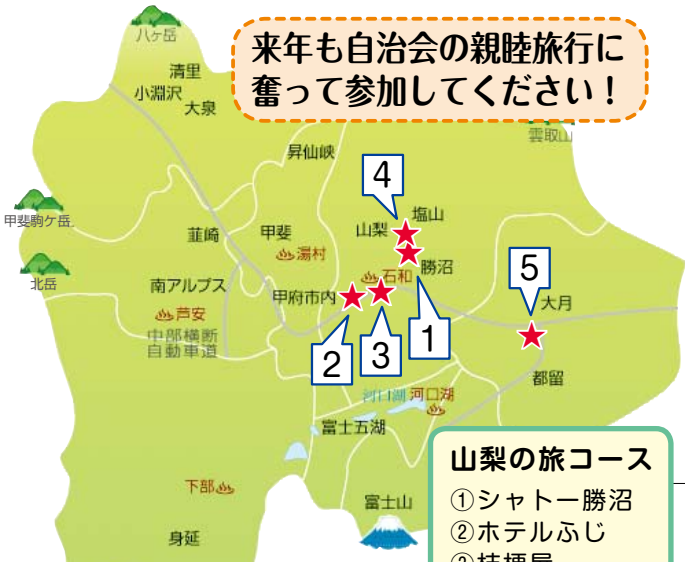 来年も自治会の親睦旅行に
奮って参加してください！
八ヶ岳
清里
小淵沢
大泉
雲取山
昇仙峡
4
塩山
甲斐駒ケ岳
韮崎
甲斐
山梨
湯村
勝沼
5
北岳
石和
南アルプス
甲府市内
大月
芦安
中部横断
自動車道
2
3
1
都留
河口湖
河口湖
富士五湖
下部
富士山
身延
山梨の旅コース
①シャトー勝沼
②ホテルふじ
③桔梗屋